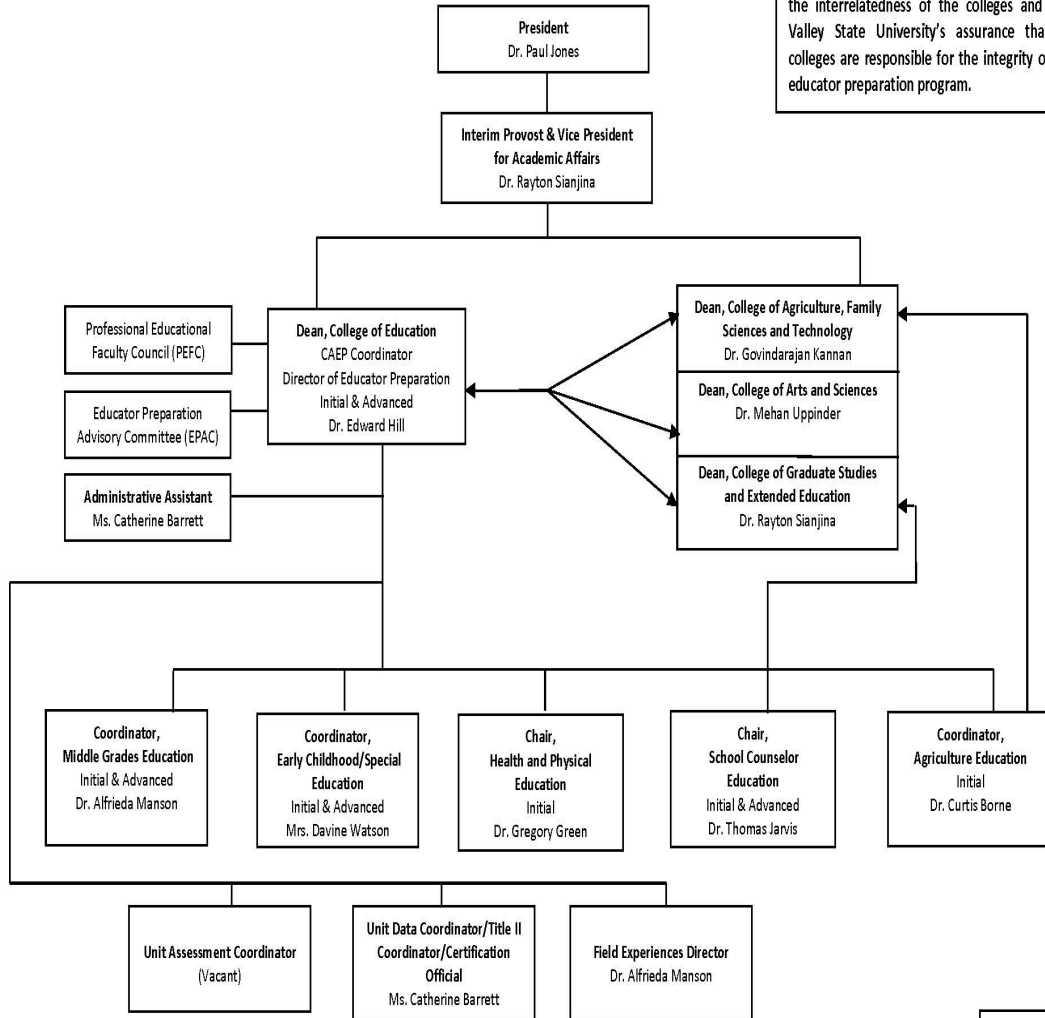 the interrelatedness of the colleges and
Valley State University's assurance that
colleges are responsible for the integrity o
educator preparation program.
President
Dr. Paul Jones
Interim Provost & Vice President
for Academic Affairs
Dr. Rayton Sianjina
Professional Educational
Faculty Council (PEFC)
Educator Preparation
Advisory Committee (EPAC)
Administrative Assistant
Ms. Catherine Barrett
Dean, College of Education
CAEP Coordinator
Director of Educator Preparation
Initial & Advanced
Dr. Edward Hill
Dean, College of Agriculture, Family
Sciences and Technology
Dr. Govindarajan Kannan
Dean, College of Arts and Sciences
Dr. Mehan Uppinder
Dean, College of Graduate Studies
and Extended Education
Dr. Rayton Sianjina
Coordinator,
Middle Grades Education
Initial & Advanced
Dr. Alfrieda Manson
Coordinator,
Early Childhood/Special
Education
Initial & Advanced
Mrs. Davine Watson
Chair,
Health and Physical
Education
Initial
Dr. Gregory Green
Chair,
School Counselor
Education
Initial & Advanced
Dr. Thomas Jarvis
Coordinator,
Agriculture Education
Initial
Dr. Curtis Borne
Unit Assessment Coordinator
(Vacant)
Unit Data Coordinator/Title II
Coordinator/Certification
Official
Ms. Catherine Barrett
Field Experiences Director
Dr. Alfrieda Manson